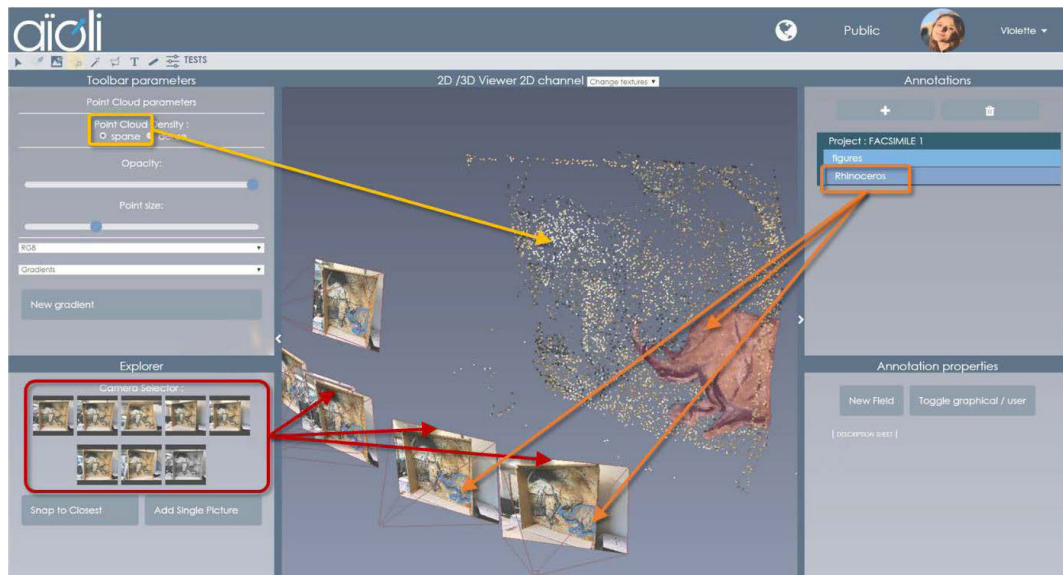 aïoli
Public
Violette
T
TESTS
Toolbar parameters
2D /3D Viewer 2D channel
Change textures
Annotations
Point Cloud parameters
Point Cloud Density :
sparse
Opacity:
Point size:
RGB
Gradients
New gradient
+
Project : FACSIMILE 1
figures
Rhinoceros
Explorer
Camera Selector :
Snap to Closest
Add Single Picture
Annotation properties
New Field
Toggle graphical / user
[ DESCRIPTION SHEET ]